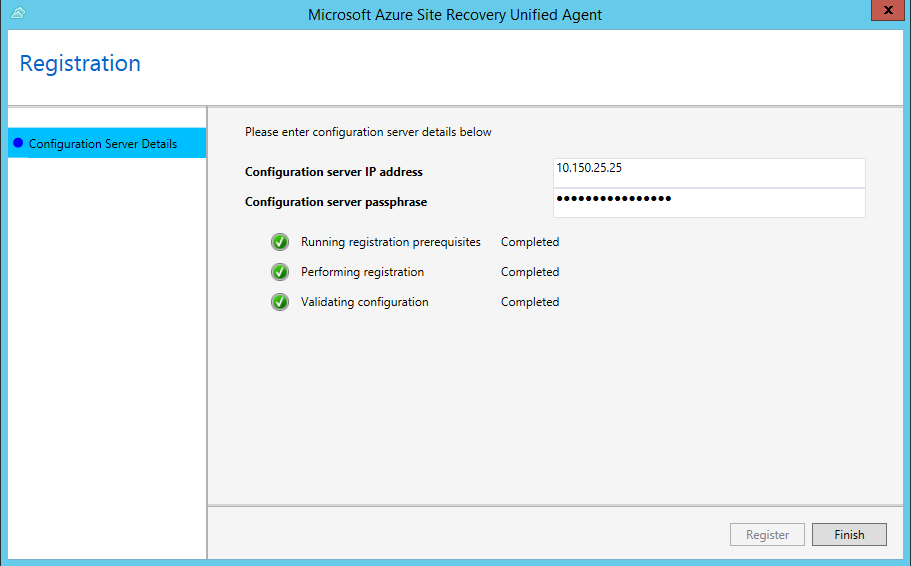 Microsoft Azure Site Recovery Unified Agent
x
Registration
Configuration Server Details
Please enter configuration server details below
Configuration server IP address 10.150.25.25
Configuration server passphrase ••••••••••••••••
Running registration prerequisites Completed
Performing registration Completed
Validating configuration Completed
Register Finish